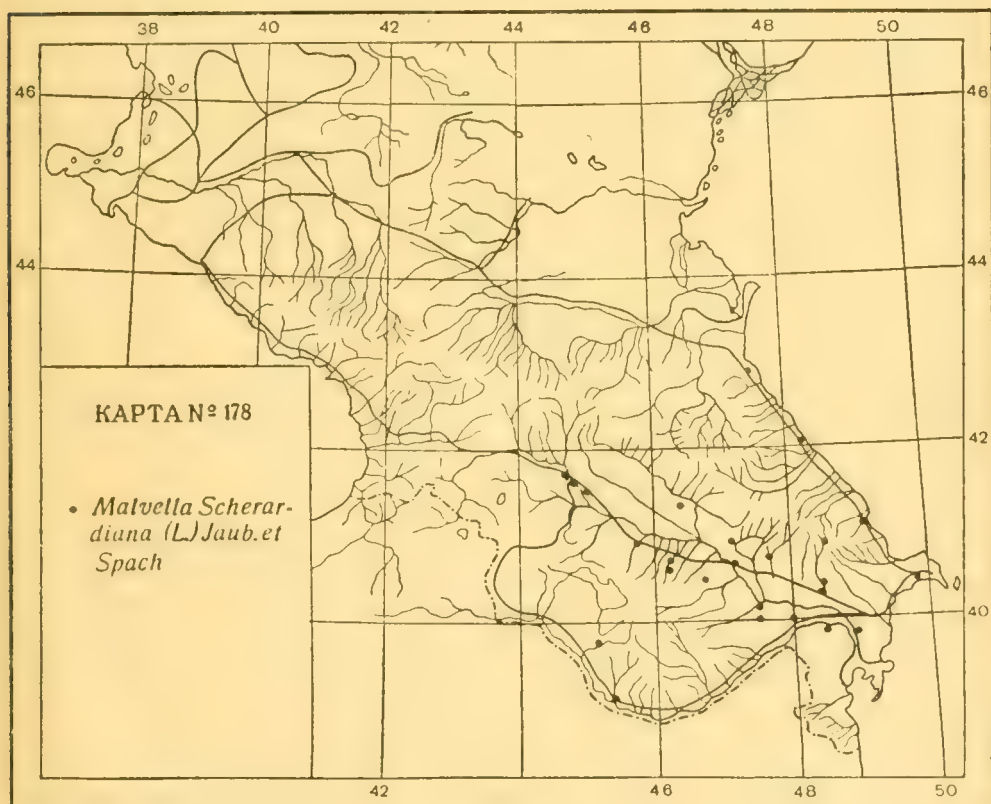 38 40 42 44 46 48 50
46 46
44 44
42
КАРТА № 178
• Malvella Scherar-
diana (L.) Jaub. et
Spach
40
42 44 46 48 50